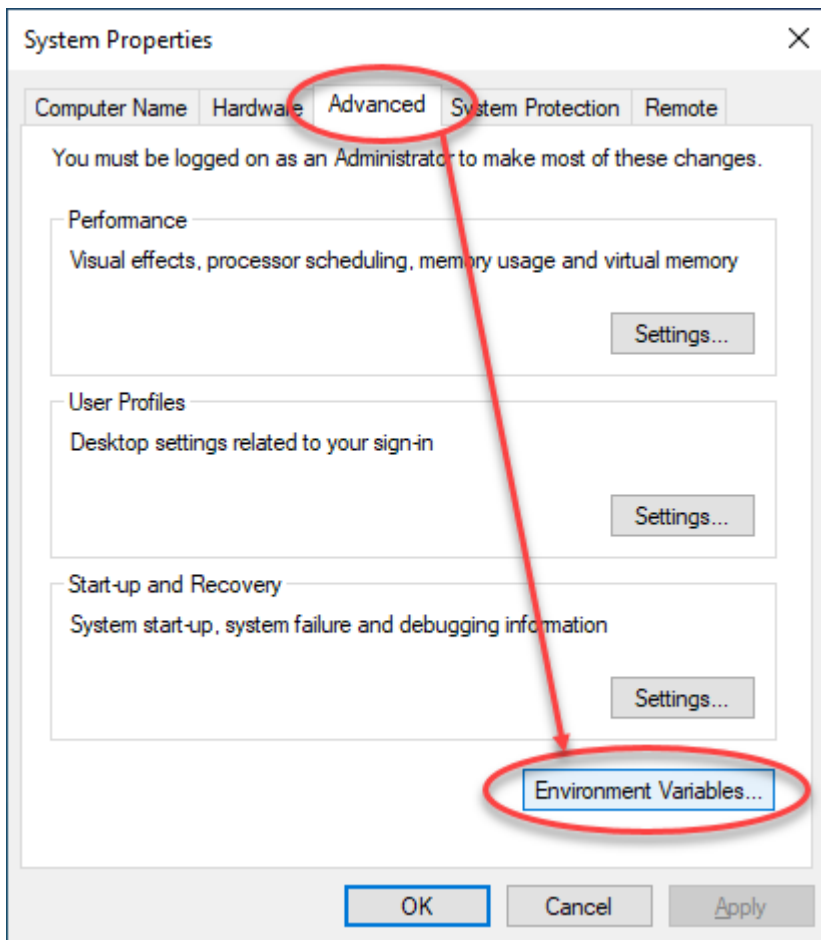 System Properties
Computer Name Hardware Advanced System Protection Remote
You must be logged on as an Administrator to make most of these changes.
Performance
Visual effects, processor scheduling, memory usage and virtual memory
Settings...
User Profiles
Desktop settings related to your sign-in
Settings...
Start-up and Recovery
System start-up, system failure and debugging information
Settings...
Environment Variables...
OK Cancel Apply